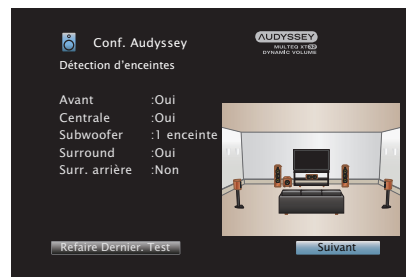 Conf. Audyssey
AUDYSSEY
MULTEQ XT32
DYNAMIC VOLUME
Détection d'enceintes
Avant :Oui
Centrale :Oui
Subwoofer :1 enceinte
Surround :Oui
Surr. arrière :Non
Refaire Dernier. Test
Suivant